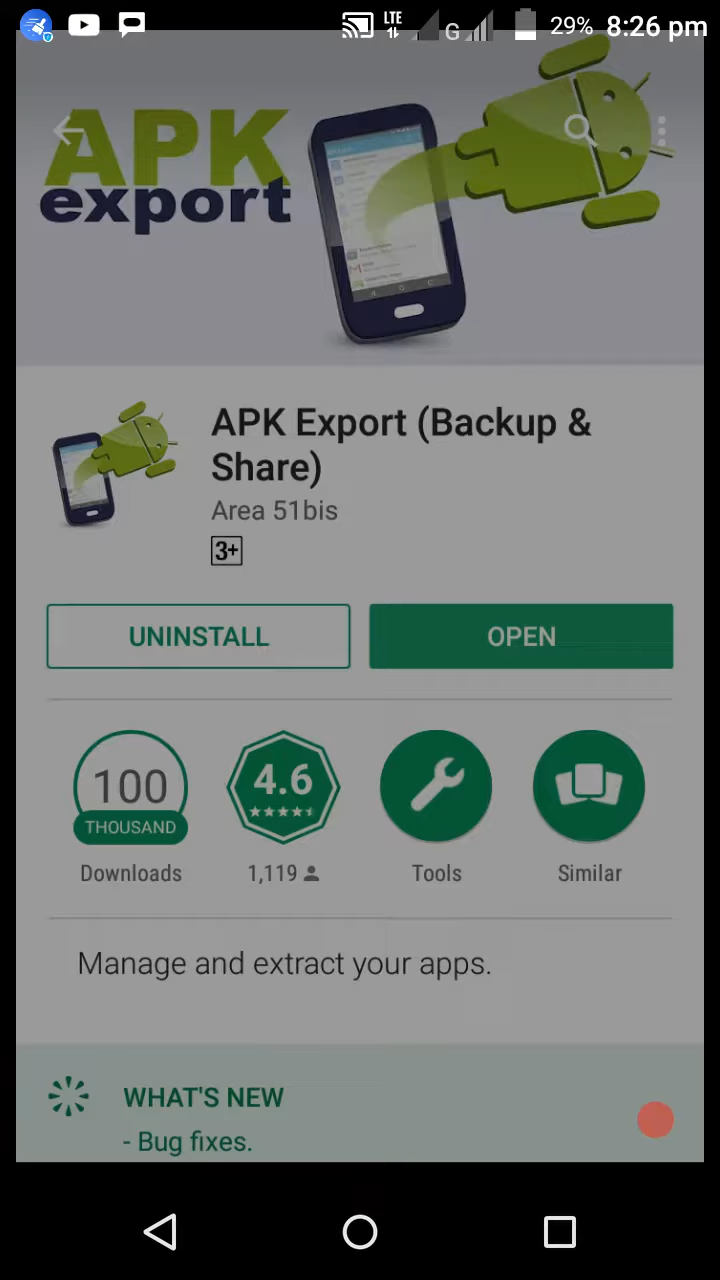 LTE
G
29%
8:26 pm
APK
export
APK Export (Backup &
Share)
Area 51bis
3+
UNINSTALL
OPEN
100
THOUSAND
Downloads
4.6
1,119
Tools
Similar
Manage and extract your apps.
WHAT'S NEW
- Bug fixes.